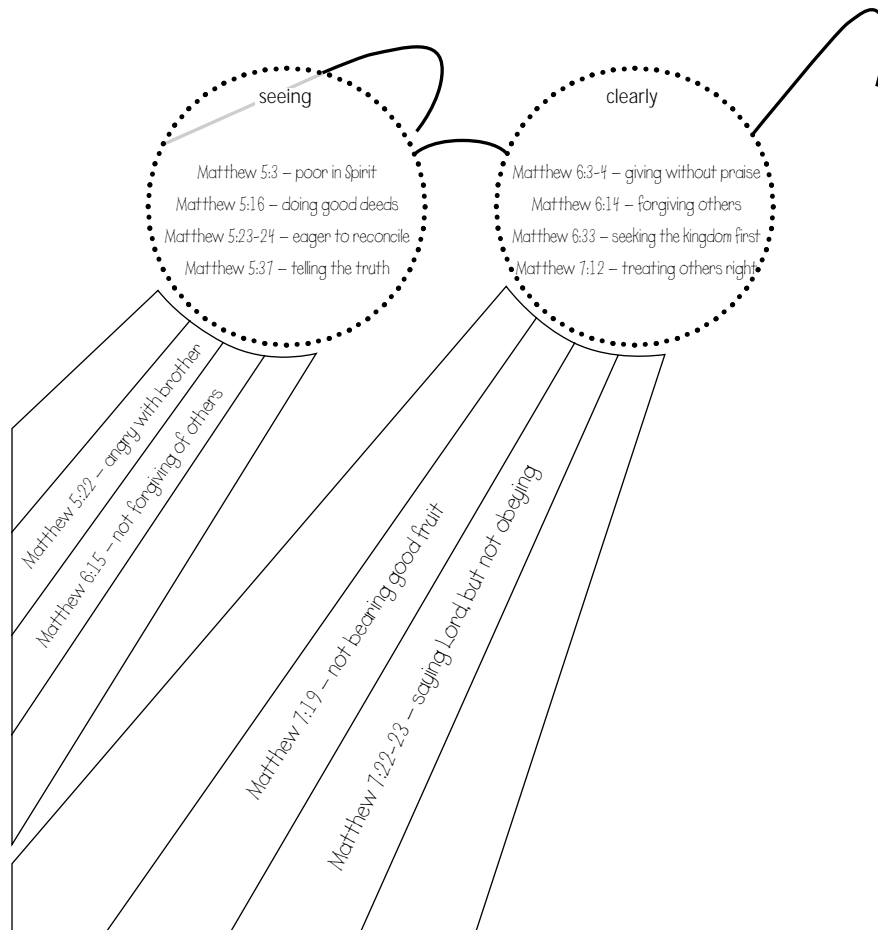 seeing
Matthew 5:3 – poor in Spirit
Matthew 5:16 – doing good deeds
Matthew 5:23-24 – eager to reconcile
Matthew 5:37 – telling the truth
clearly
Matthew 6:3-4 – giving without praise
Matthew 6:14 – forgiving others
Matthew 6:33 – seeking the kingdom first
Matthew 7:12 – treating others right
Matthew 5:22 – angry with brother
Matthew 6:15 – not forgiving of others
Matthew 7:19 – not bearing good fruit
Matthew 7:22-23 – saying Lord, but not obeying